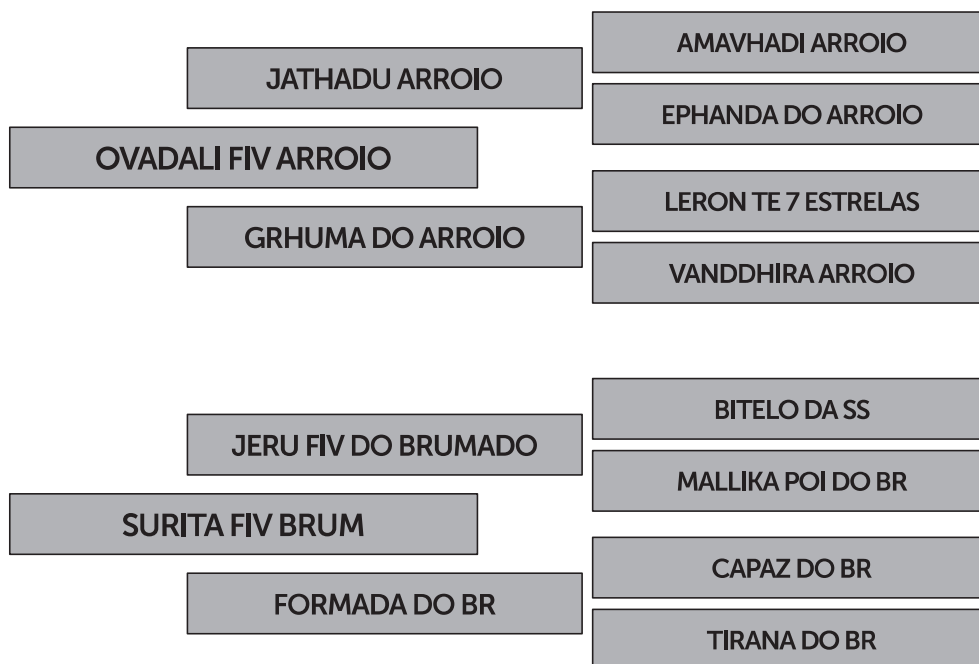 AMAVHADI ARROIO
JATHADU ARROIO
EPHANDA DO ARROIO
OVADALI FIV ARROIO
LERON TE 7 ESTRELAS
GRHUMA DO ARROIO
VANDDHIRA ARROIO
BITELO DA SS
JERU FIV DO BRUMADO
MALLIKA POI DO BR
SURITA FIV BRUM
CAPAZ DO BR
FORMADA DO BR
TIRANA DO BR